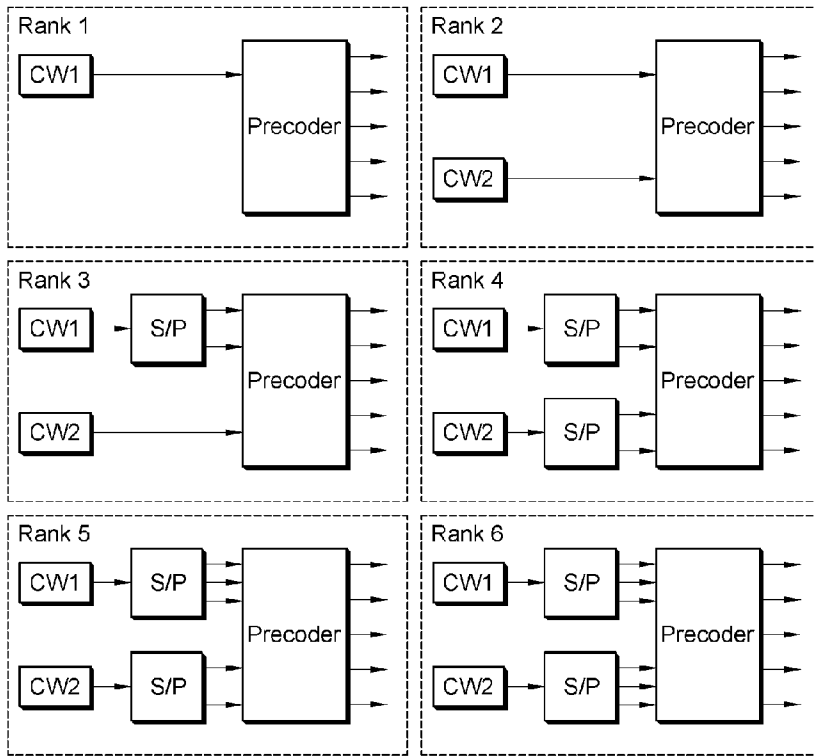 Rank 1
CW1
Precoder
Rank 2
CW1
Precoder
CW2
Rank 3
CW1
S/P
Precoder
CW2
Rank 4
CW1
S/P
Precoder
CW2
S/P
Rank 5
CW1
S/P
Precoder
CW2
S/P
Rank 6
CW1
S/P
Precoder
CW2
S/P